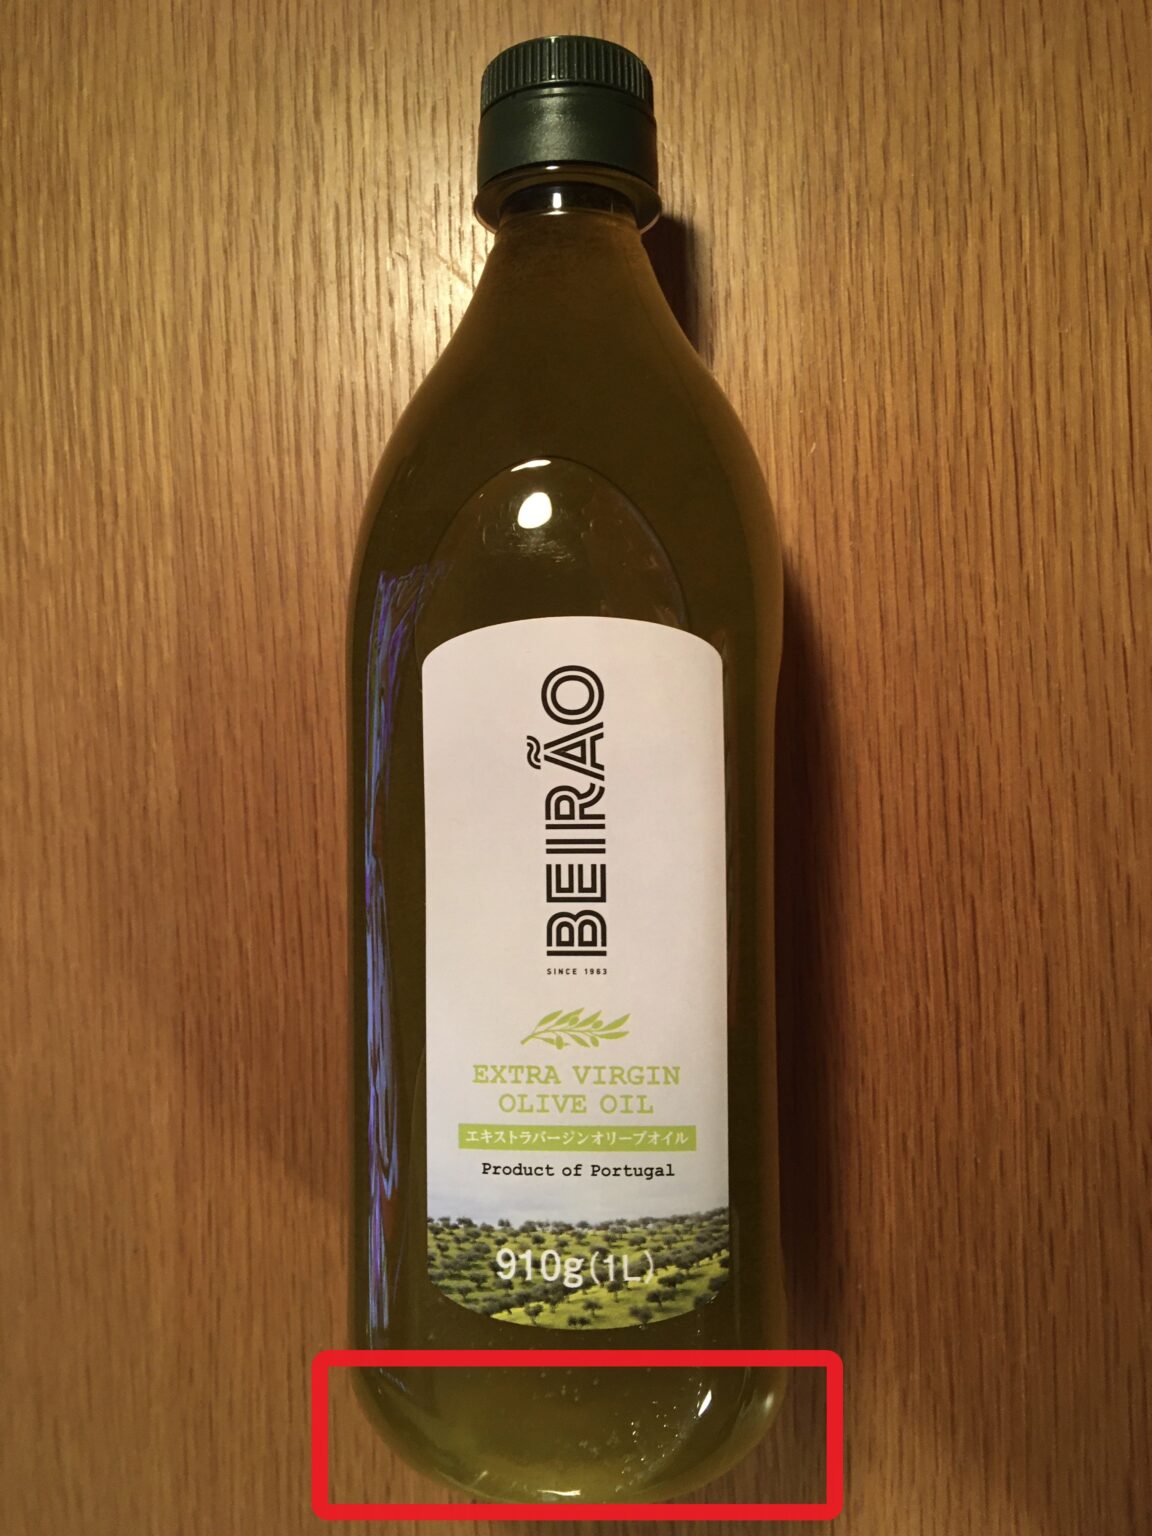 BEIRÃO
SINCE 1963
EXTRA VIRGIN
OLIVE OIL
エキストラバージンオリーブオイル
Product of Portugal
910g(1L)